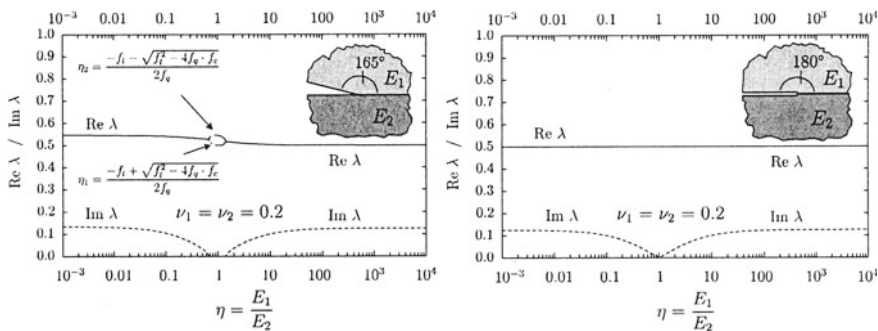 10⁻³ 0.01 0.1 1 10 100 10³ 10⁴
1.0
0.9
0.8
0.7
0.6
0.5
0.4
0.3
0.2
0.1
0
Re λ / Im λ
η₂ = (−fₗ − √(fₗ² − 4f_q · f_c)) / 2f_q
165°
E₁
E₂
Re λ
Re λ
η₁ = (−fₗ + √(fₗ² − 4f_q · f_c)) / 2f_q
Im λ
ν₁ = ν₂ = 0.2
Im λ
10⁻³ 0.01 0.1 1 10 100 10³ 10⁴
η = E₁/E₂
10⁻³ 0.01 0.1 1 10 100 10³ 10⁴
1.0
0.9
0.8
0.7
0.6
0.5
0.4
0.3
0.2
0.1
0
Re λ / Im λ
180°
E₁
E₂
Re λ
Re λ
Im λ
ν₁ = ν₂ = 0.2
Im λ
10⁻³ 0.01 0.1 1 10 100 10³ 10⁴
η = E₁/E₂